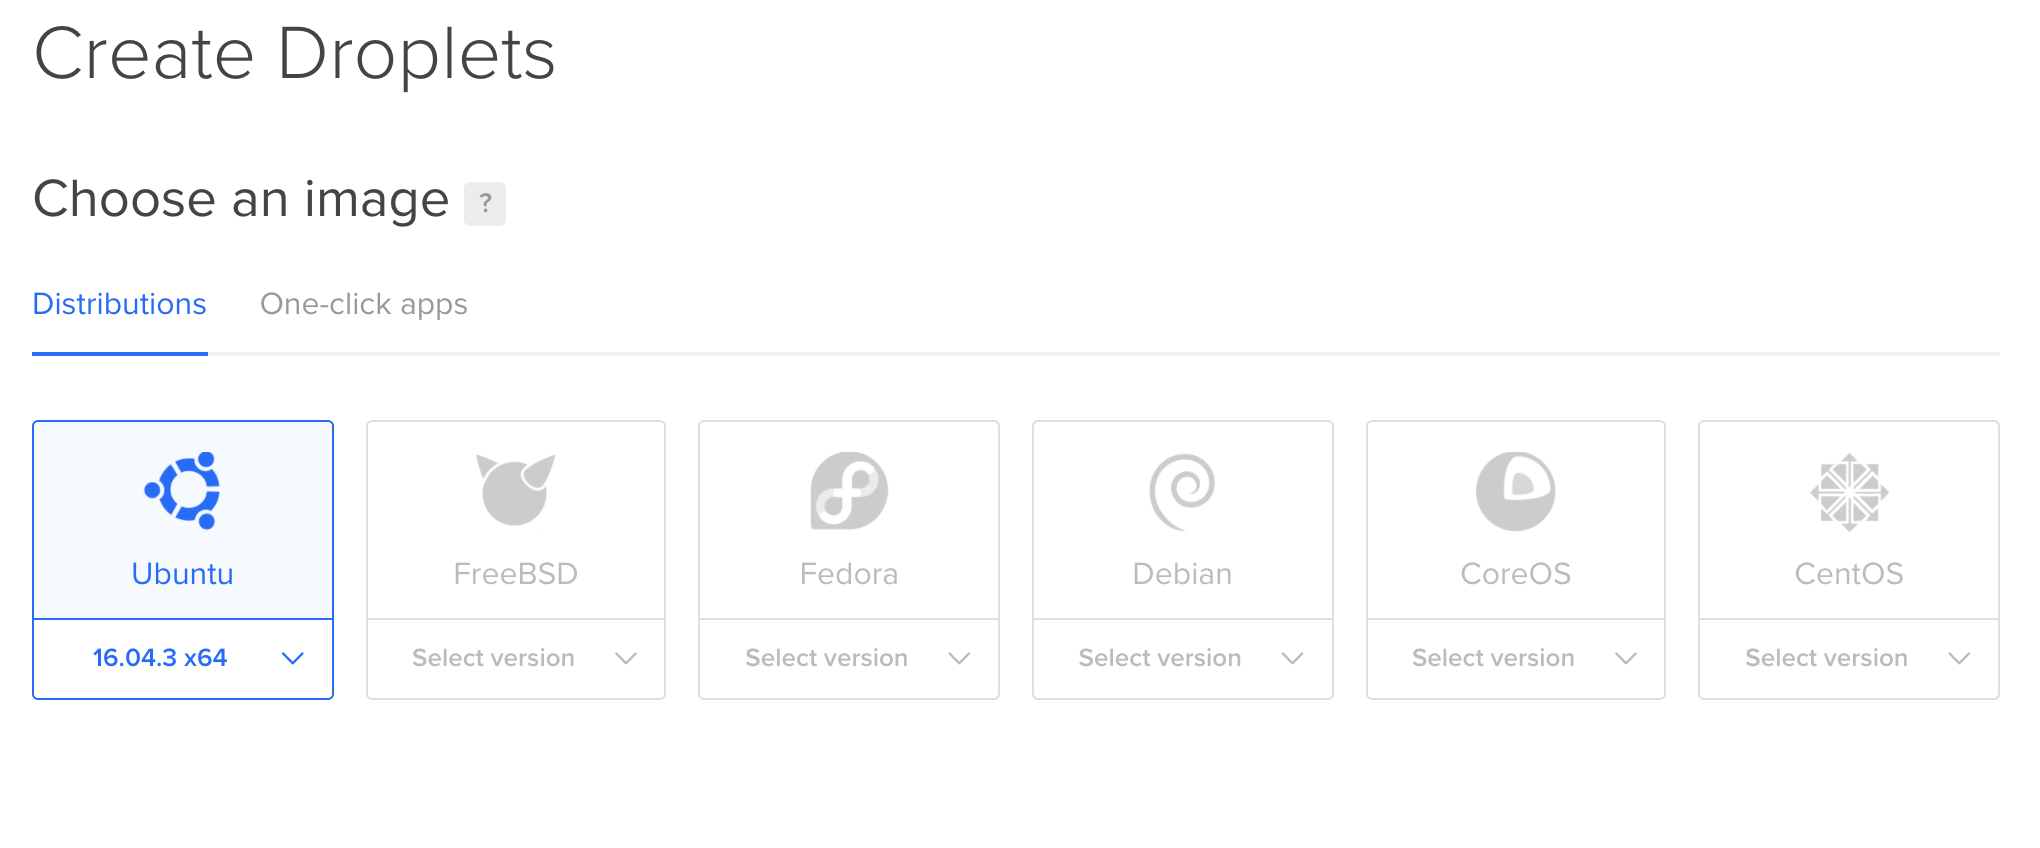 Create Droplets
Choose an image ?
Distributions One-click apps
Ubuntu FreeBSD Fedora Debian CoreOS CentOS
16.04.3 x64 Select version Select version Select version Select version Select version